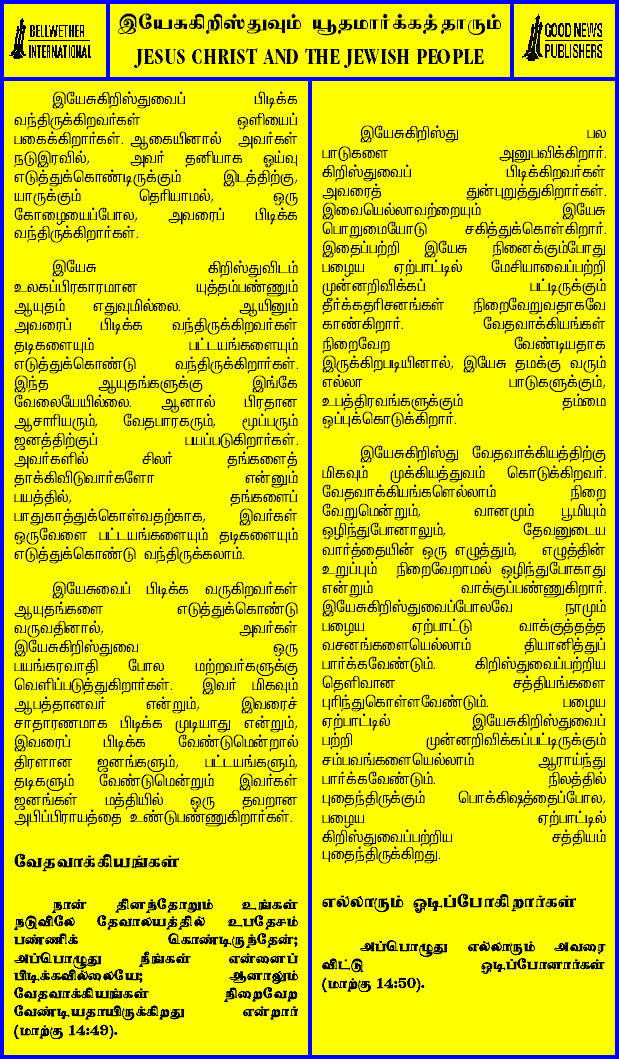 BELLWETHER
INTERNATIONAL
இயேசுகிறிஸ்துவும் யூதமார்க்கத்தாரும்
JESUS CHRIST AND THE JEWISH PEOPLE
GOOD NEWS
PUBLISHERS
இயேசுகிறிஸ்துவைப் பிடிக்க
வந்திருக்கிறவர்கள் ஒளியைப்
பகைக்கிறார்கள். ஆகையினால் அவர்கள்
நடுஇரவில், அவர் தனியாக ஓய்வு
எடுத்துக்கொண்டிருக்கும் இடத்திற்கு,
யாருக்கும் தெரியாமல், ஒரு
கோழையைப்போல, அவரைப் பிடிக்க
வந்திருக்கிறார்கள்.
இயேசு கிறிஸ்துவிடம்
உலகப்பிரகாரமான யுத்தம்பண்ணும்
ஆயுதம் எதுவுமில்லை. ஆயினும்
அவரைப் பிடிக்க வந்திருக்கிறவர்கள்
தடிகளையும் பட்டயங்களையும்
எடுத்துக்கொண்டு வந்திருக்கிறார்கள்.
இந்த ஆயுதங்களுக்கு இங்கே
வேலையேயில்லை. ஆனால் பிரதான
ஆசாரியரும், வேதபாரகரும், மூப்பரும்
ஜனத்திற்குப் பயப்படுகிறார்கள்.
அவர்களில் சிலர் தங்களைத்
தாக்கிவிடுவார்களோ என்னும்
பயத்தில், தங்களைப்
பாதுகாத்துக்கொள்வதற்காக, இவர்கள்
ஒருவேளை பட்டயங்களையும் தடிகளையும்
எடுத்துக்கொண்டு வந்திருக்கலாம்.
இயேசுவைப் பிடிக்க வருகிறவர்கள்
ஆயுதங்களை எடுத்துக்கொண்டு
வருவதினால், அவர்கள்
இயேசுகிறிஸ்துவை ஒரு
பயங்கரவாதி போல மற்றவர்களுக்கு
வெளிப்படுத்துகிறார்கள். இவர் மிகவும்
ஆபத்தானவர் என்றும், இவரைச்
சாதாரணமாக பிடிக்க முடியாது என்றும்,
இவரைப் பிடிக்க வேண்டுமென்றால்
திரளான ஜனங்களும், பட்டயங்களும்,
தடிகளும் வேண்டுமென்றும் இவர்கள்
ஜனங்கள் மத்தியில் ஒரு தவறான
அபிப்பிராயத்தை உண்டுபண்ணுகிறார்கள்.
வேதவாக்கியங்கள்
நான் தினந்தோறும் உங்கள்
நடுவிலே தேவாலயத்தில் உபதேசம்
பண்ணிக் கொண்டிருந்தேன்;
அப்பொழுது நீங்கள் என்னைப்
பிடிக்கவில்லையே; ஆனாலும்
வேதவாக்கியங்கள் நிறைவேற
வேண்டியதாயிருக்கிறது என்றார்
(மாற்கு 14:49).
இயேசுகிறிஸ்து பல
பாடுகளை அனுபவிக்கிறார்.
கிறிஸ்துவைப் பிடிக்கிறவர்கள்
அவரைத் துன்புறுத்துகிறார்கள்.
இவையெல்லாவற்றையும் இயேசு
பொறுமையோடு சகித்துக்கொள்கிறார்.
இதைப்பற்றி இயேசு நினைக்கும்போது
பழைய ஏற்பாட்டில் மேசியாவைப்பற்றி
முன்னறிவிக்கப் பட்டிருக்கும்
தீர்க்கதரிசனங்கள் நிறைவேறுவதாகவே
காண்கிறார். வேதவாக்கியங்கள்
நிறைவேற வேண்டியதாக
இருக்கிறபடியினால், இயேசு தமக்கு வரும்
எல்லா பாடுகளுக்கும்,
உபத்திரவங்களுக்கும் தம்மை
ஒப்புக்கொடுக்கிறார்.
இயேசுகிறிஸ்து வேதவாக்கியத்திற்கு
மிகவும் முக்கியத்துவம் கொடுக்கிறவர்.
வேதவாக்கியங்களெல்லாம் நிறை
வேறுமென்றும், வானமும் பூமியும்
ஒழிந்துபோனாலும், தேவனுடைய
வார்த்தையின் ஒரு எழுத்தும், எழுத்தின்
உறுப்பும் நிறைவேறாமல் ஒழிந்துபோகாது
என்றும் வாக்குப்பண்ணுகிறார்.
இயேசுகிறிஸ்துவைப்போலவே நாமும்
பழைய ஏற்பாட்டு வாக்குத்தத்த
வசனங்களையெல்லாம் தியானித்துப்
பார்க்கவேண்டும். கிறிஸ்துவைப்பற்றிய
தெளிவான சத்தியங்களை
புரிந்துகொள்ளவேண்டும். பழைய
ஏற்பாட்டில் இயேசுகிறிஸ்துவைப்
பற்றி முன்னறிவிக்கப்பட்டிருக்கும்
சம்பவங்களையெல்லாம் ஆராய்ந்து
பார்க்கவேண்டும். நிலத்தில்
புதைந்திருக்கும் பொக்கிஷத்தைப்போல,
பழைய ஏற்பாட்டில்
கிறிஸ்துவைப்பற்றிய சத்தியம்
புதைந்திருக்கிறது.
எல்லாரும் ஓடிப்போகிறார்கள்
அப்பொழுது எல்லாரும் அவரை
விட்டு ஓடிப்போனார்கள்
(மாற்கு 14:50).